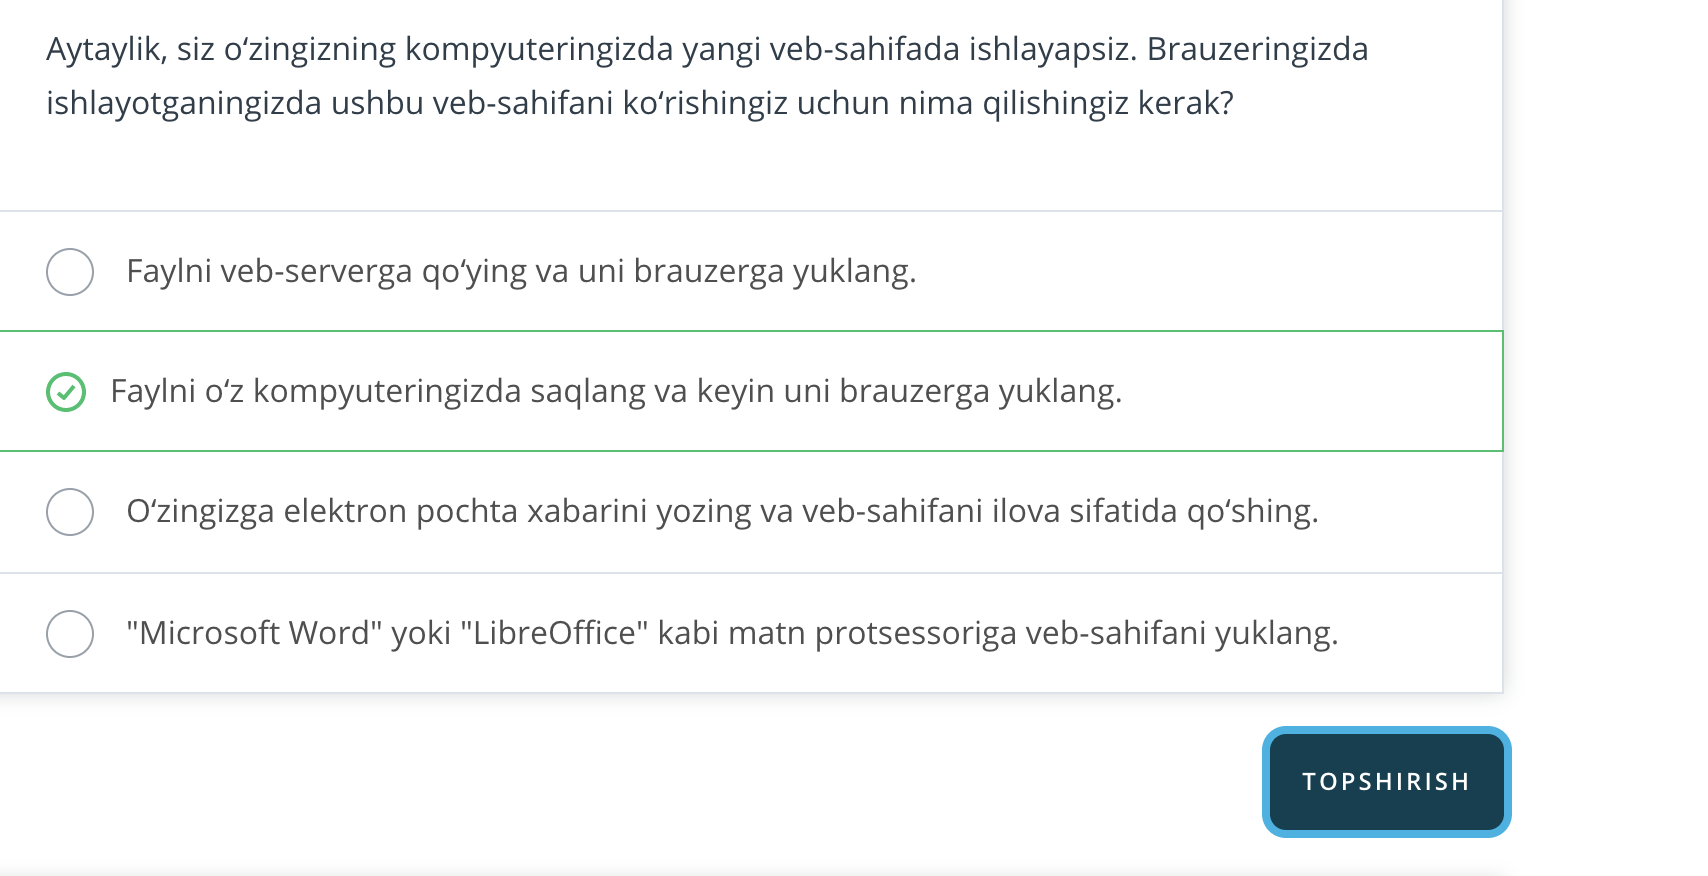 Aytaylik, siz oʻzingizning kompyuteringizda yangi veb-sahifada ishlayapsiz. Brauzeringizda
ishlayotganingizda ushbu veb-sahifani koʻrishingiz uchun nima qilishingiz kerak?
Faylni veb-serverga qoʻying va uni brauzerga yuklang.
Faylni oʻz kompyuteringizda saqlang va keyin uni brauzerga yuklang.
Oʻzingizga elektron pochta xabarini yozing va veb-sahifani ilova sifatida qoʻshing.
"Microsoft Word" yoki "LibreOffice" kabi matn protsessoriga veb-sahifani yuklang.
TOPSHIRISH